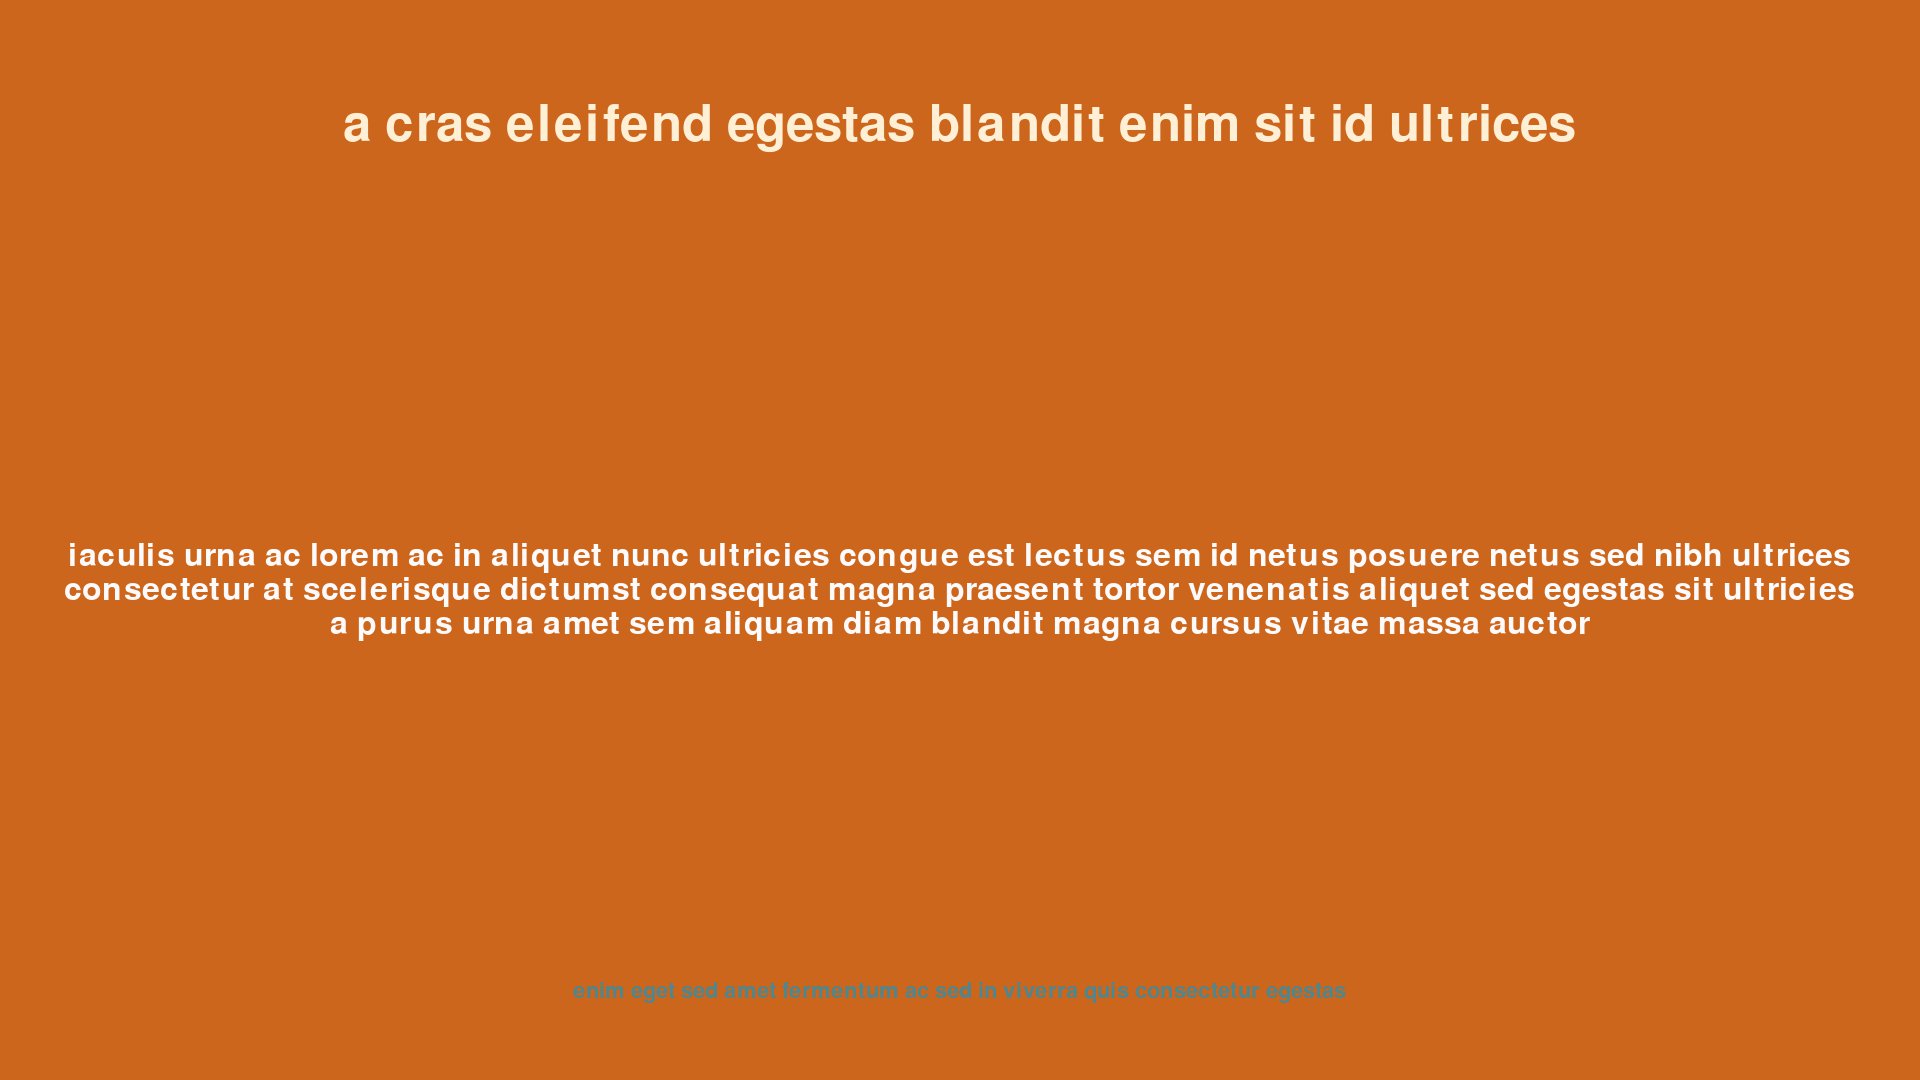 a cras eleifend egestas blandit enim sit id ultrices
iaculis urna ac lorem ac in aliquet nunc ultricies congue est lectus sem id netus posuere netus sed nibh ultrices
consectetur at scelerisque dictumst consequat magna praesent tortor venenatis aliquet sed egestas sit ultricies
a purus urna amet sem aliquam diam blandit magna cursus vitae massa auctor
enim eget sed amet fermentum ac sed in viverra quis consectetur egestas